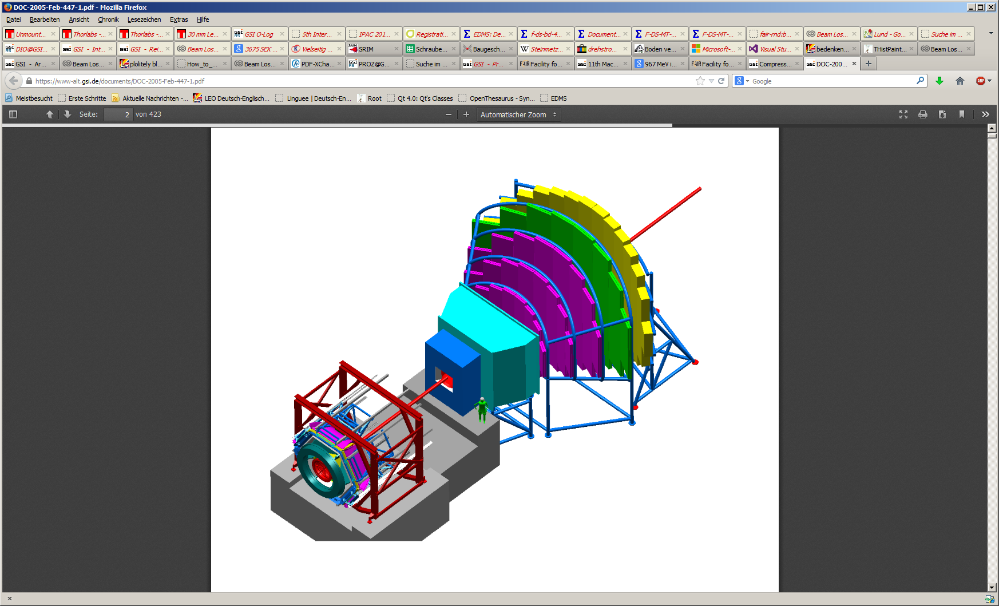 DOC-2005-Feb-447-1.pdf - Mozilla Firefox
Datei Bearbeiten Ansicht Chronik Lesezeichen Extras Hilfe
Unmount... Thorlabs -... Thorlabs -... 30 mm Le... GSI O-Log 5th Inter... IPAC 201... Registrati... EDMS: De... f-ds-bd-4... Document... F-DS-MT-... F-DS-MT-... fair-rnd:b... Beam Los... Lund - Go... Suche im ...
DIO@GSI... GSI - Int... GSI - Rei... Beam Los... 3675 SEK ... Vielseitig ... SRIM Schraube... Baugesch... Steinmetz... drehstro... Boden ve... Microsoft-... Visual Stu... bedenken... THistPaint... Beam Los...
GSI - Ar... Beam Los... plolitely bl... How_to_... Beam Los... PDF-XCha... PROZ@G... Suche im ... GSI - Pr... Facility fo... 11th Mac... 967 MeV i... Facility fo... Compress... DOC-200...
https://www-alt.gsi.de/documents/DOC-2005-Feb-447-1.pdf Google ABP
Meistbesucht Erste Schritte Aktuelle Nachrichten -... LEO Deutsch-Englisch... Linguee | Deutsch-En... Root Qt 4.0: Qt's Classes OpenThesaurus - Syn... EDMS
Seite: 2 von 423 Automatischer Zoom